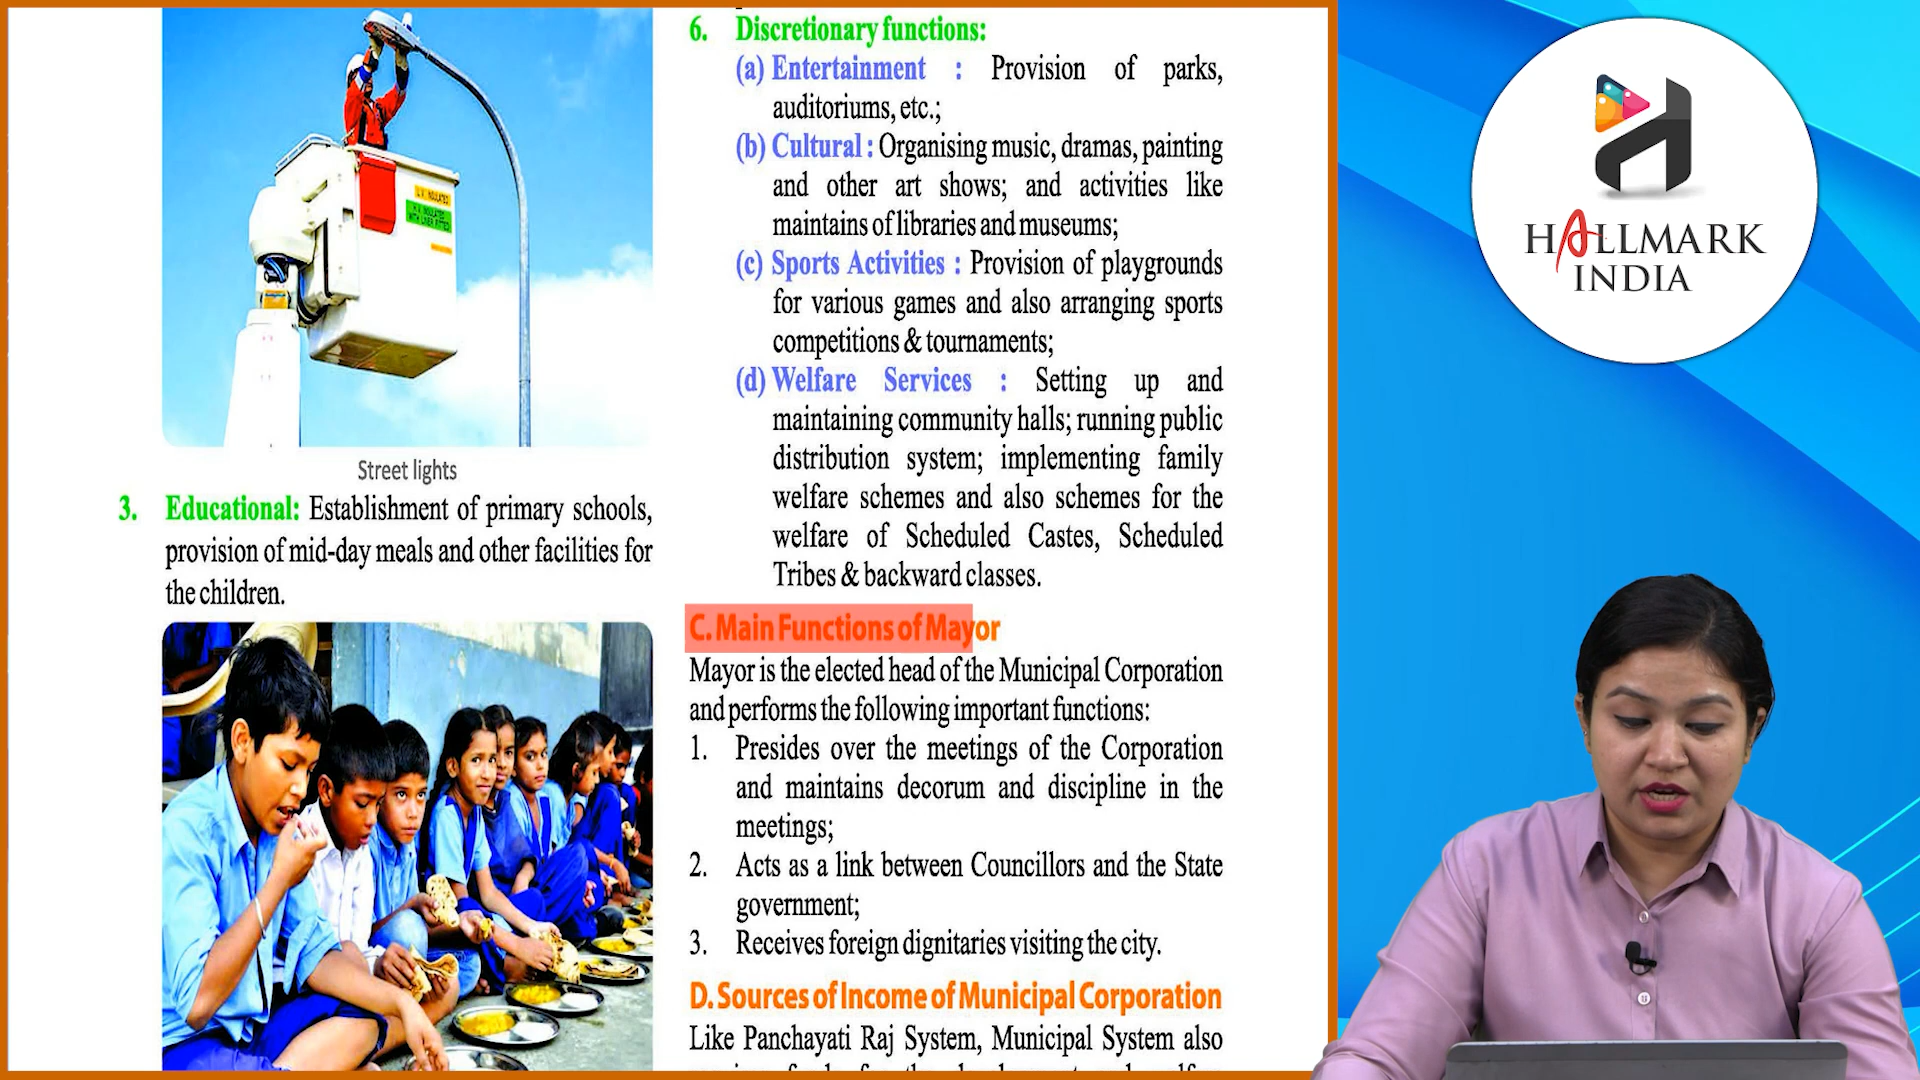 Street lights
3. Educational: Establishment of primary schools,
provision of mid-day meals and other facilities for
the children.
6. Discretionary functions:
(a) Entertainment : Provision of parks,
auditoriums, etc.;
(b) Cultural : Organising music, dramas, painting
and other art shows; and activities like
maintains of libraries and museums;
(c) Sports Activities : Provision of playgrounds
for various games and also arranging sports
competitions & tournaments;
(d) Welfare Services : Setting up and
maintaining community halls; running public
distribution system; implementing family
welfare schemes and also schemes for the
welfare of Scheduled Castes, Scheduled
Tribes & backward classes.
C. Main Functions of Mayor
Mayor is the elected head of the Municipal Corporation
and performs the following important functions:
1. Presides over the meetings of the Corporation
and maintains decorum and discipline in the
meetings;
2. Acts as a link between Councillors and the State
government;
3. Receives foreign dignitaries visiting the city.
D. Sources of Income of Municipal Corporation
Like Panchayati Raj System, Municipal System also
HALLMARK
INDIA